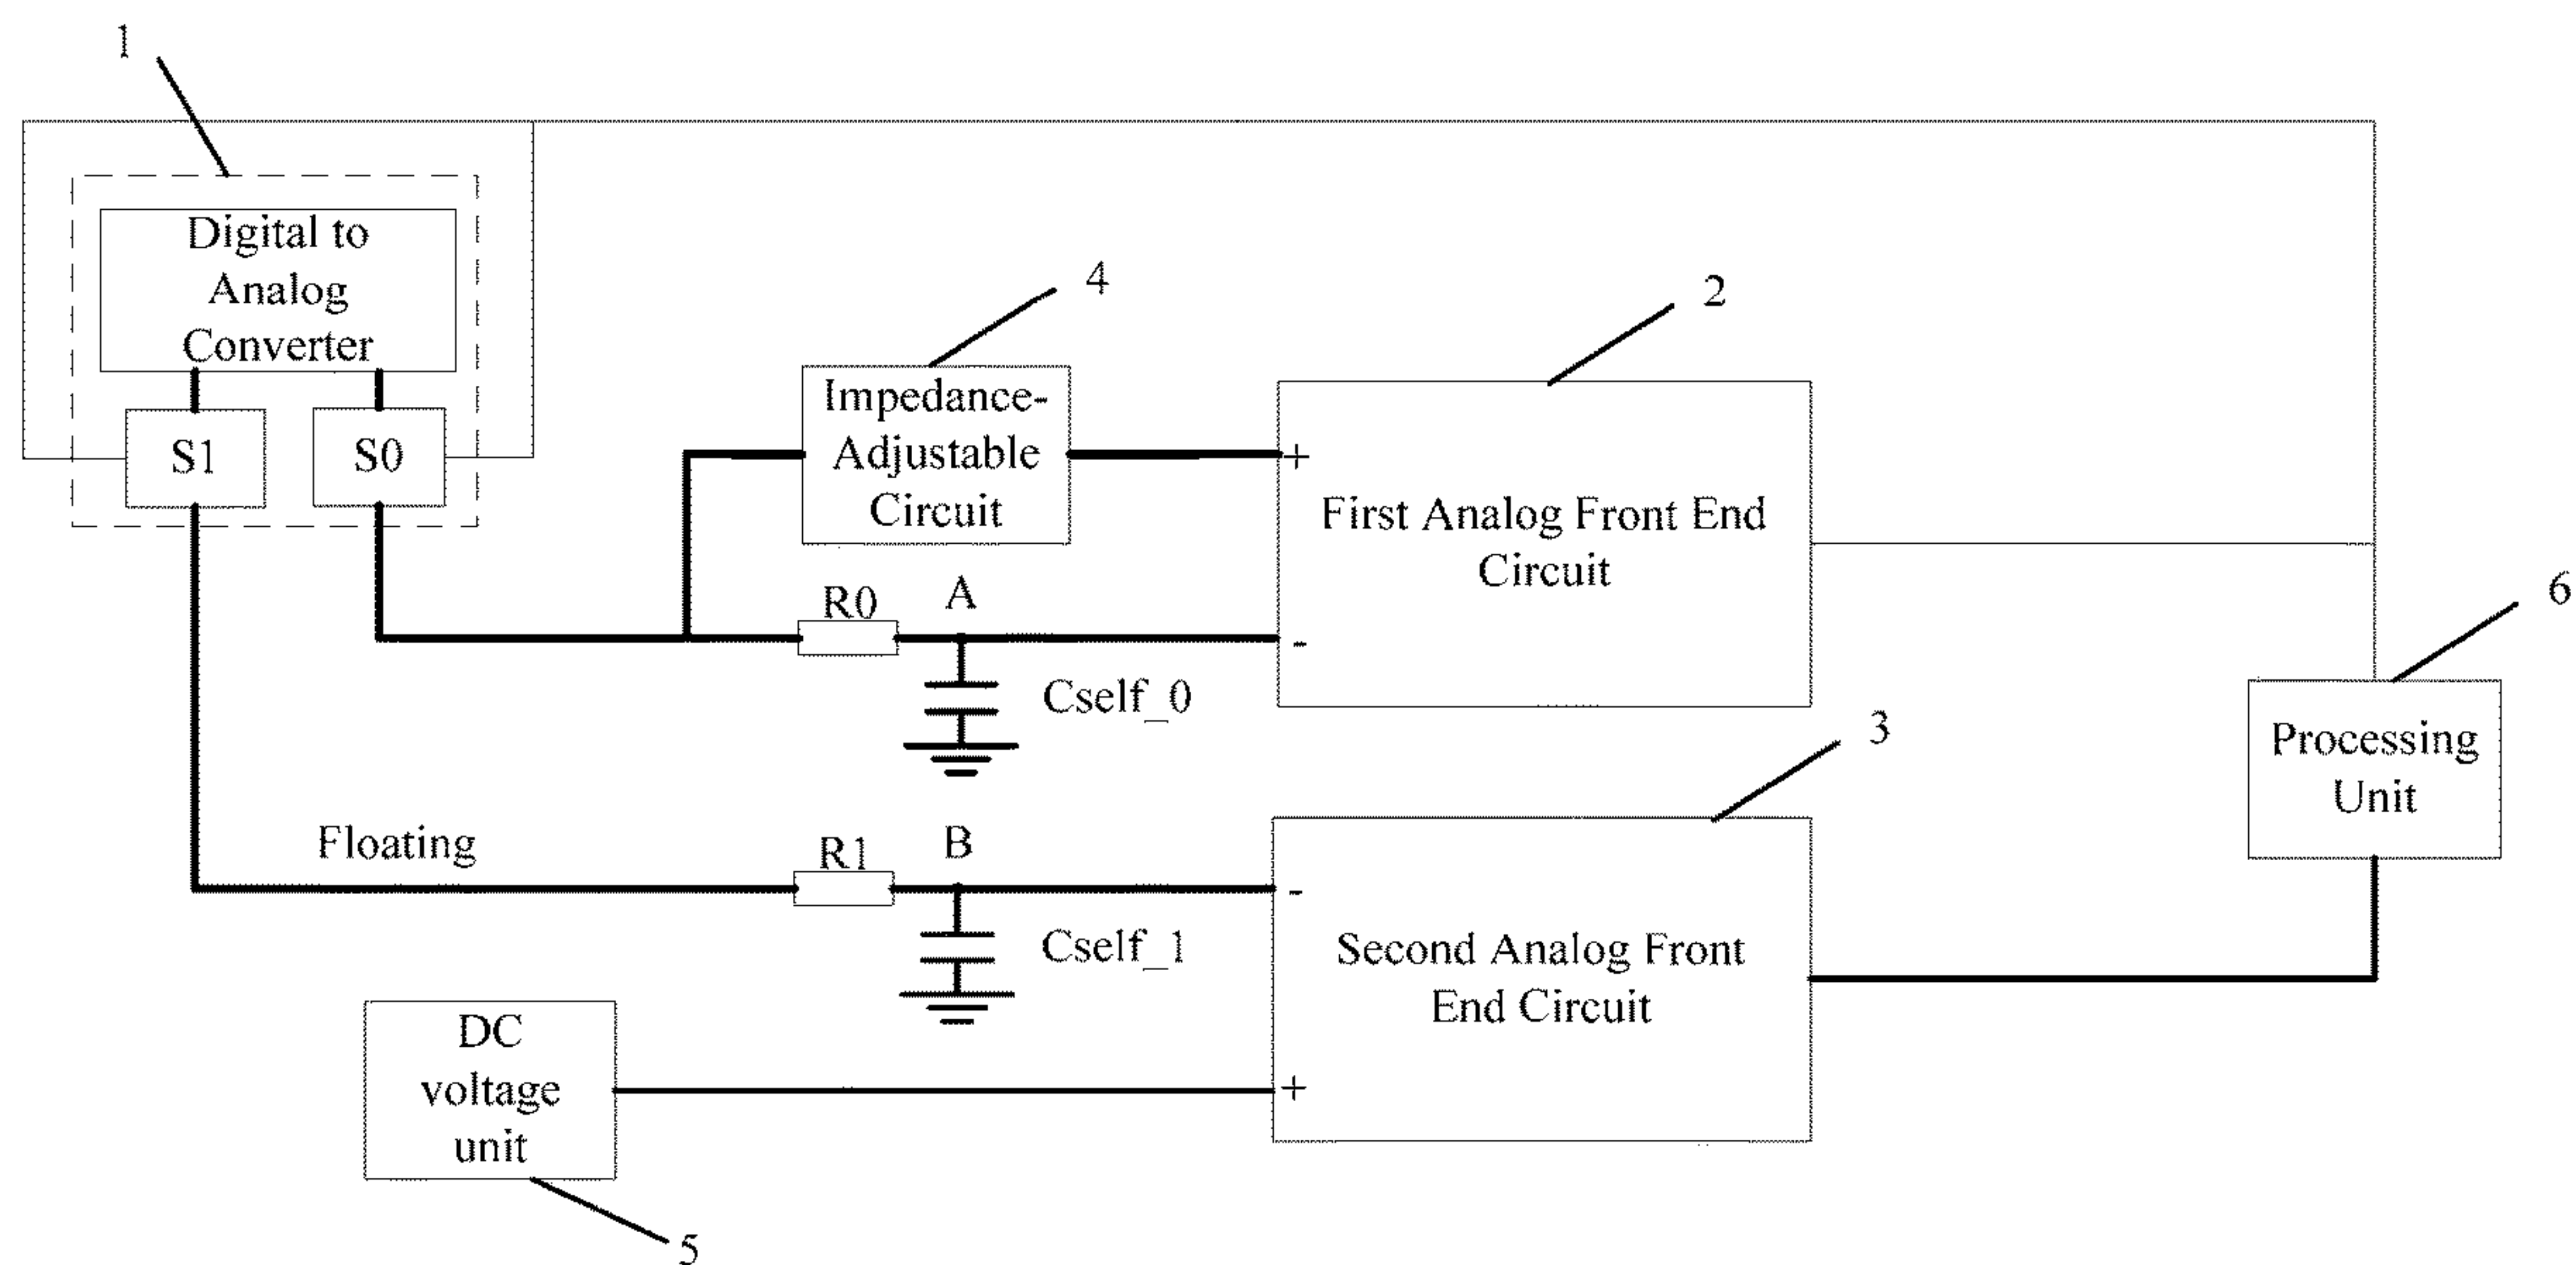 1
Digital to
Analog
Converter
S1
S0
4
Impedance-
Adjustable
Circuit
2
+
First Analog Front End
Circuit
-
R0
A
Cself_0
6
Processing
Unit
3
Floating
R1
B
-
Cself_1
Second Analog Front
End Circuit
+
DC
voltage
unit
5